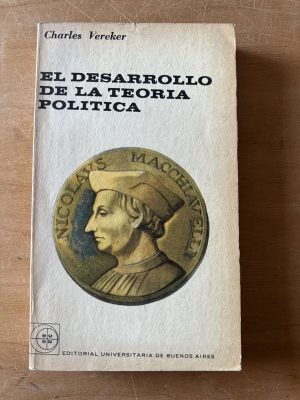 Charles Vereker
EL DESARROLLO
DE LA TEORIA
POLITICA
NICOLAVS MACCHIAVELLI
EDITORIAL UNIVERSITARIA DE BUENOS AIRES